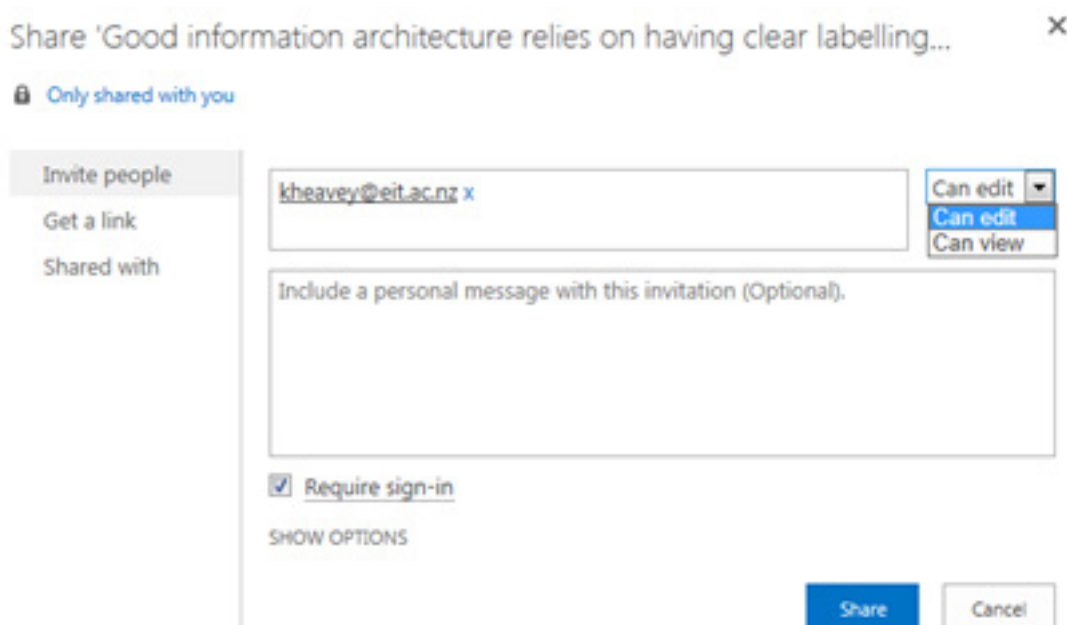 Share 'Good information architecture relies on having clear labelling...
Only shared with you
Invite people
Get a link
Shared with
kheavey@eit.ac.nz x
Can edit
Can edit
Can view
Include a personal message with this invitation (Optional).
Require sign-in
SHOW OPTIONS
Share
Cancel